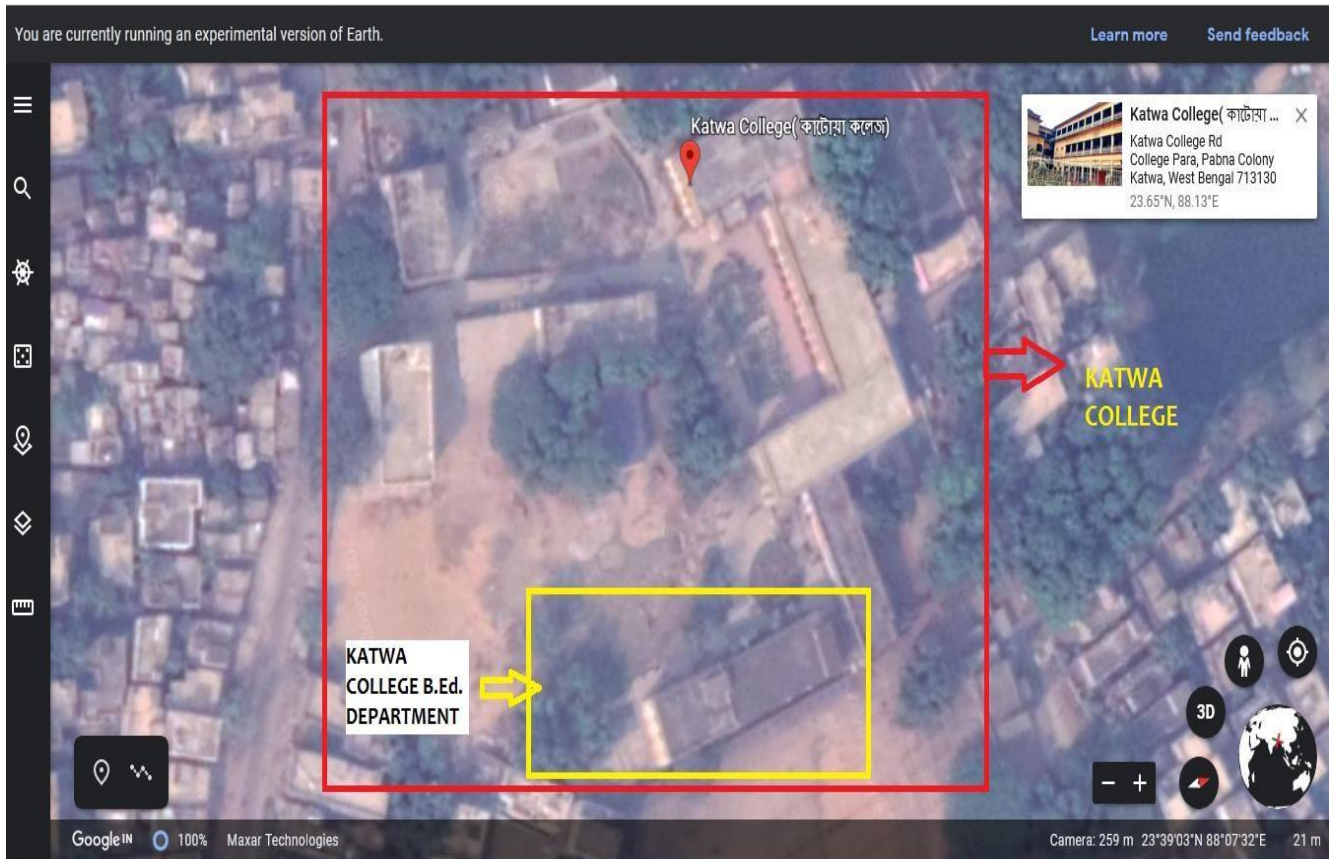 You are currently running an experimental version of Earth.
Learn more
Send feedback
Katwa College( কাটোয়া কলেজ)
Katwa College( কাটোয়া ...
Katwa College Rd
College Para, Pabna Colony
Katwa, West Bengal 713130
23.65°N, 88.13°E
KATWA
COLLEGE
KATWA
COLLEGE B.Ed.
DEPARTMENT
3D
Google IN
100%
Maxar Technologies
Camera: 259 m 23°39'03"N 88°07'32"E
21 m